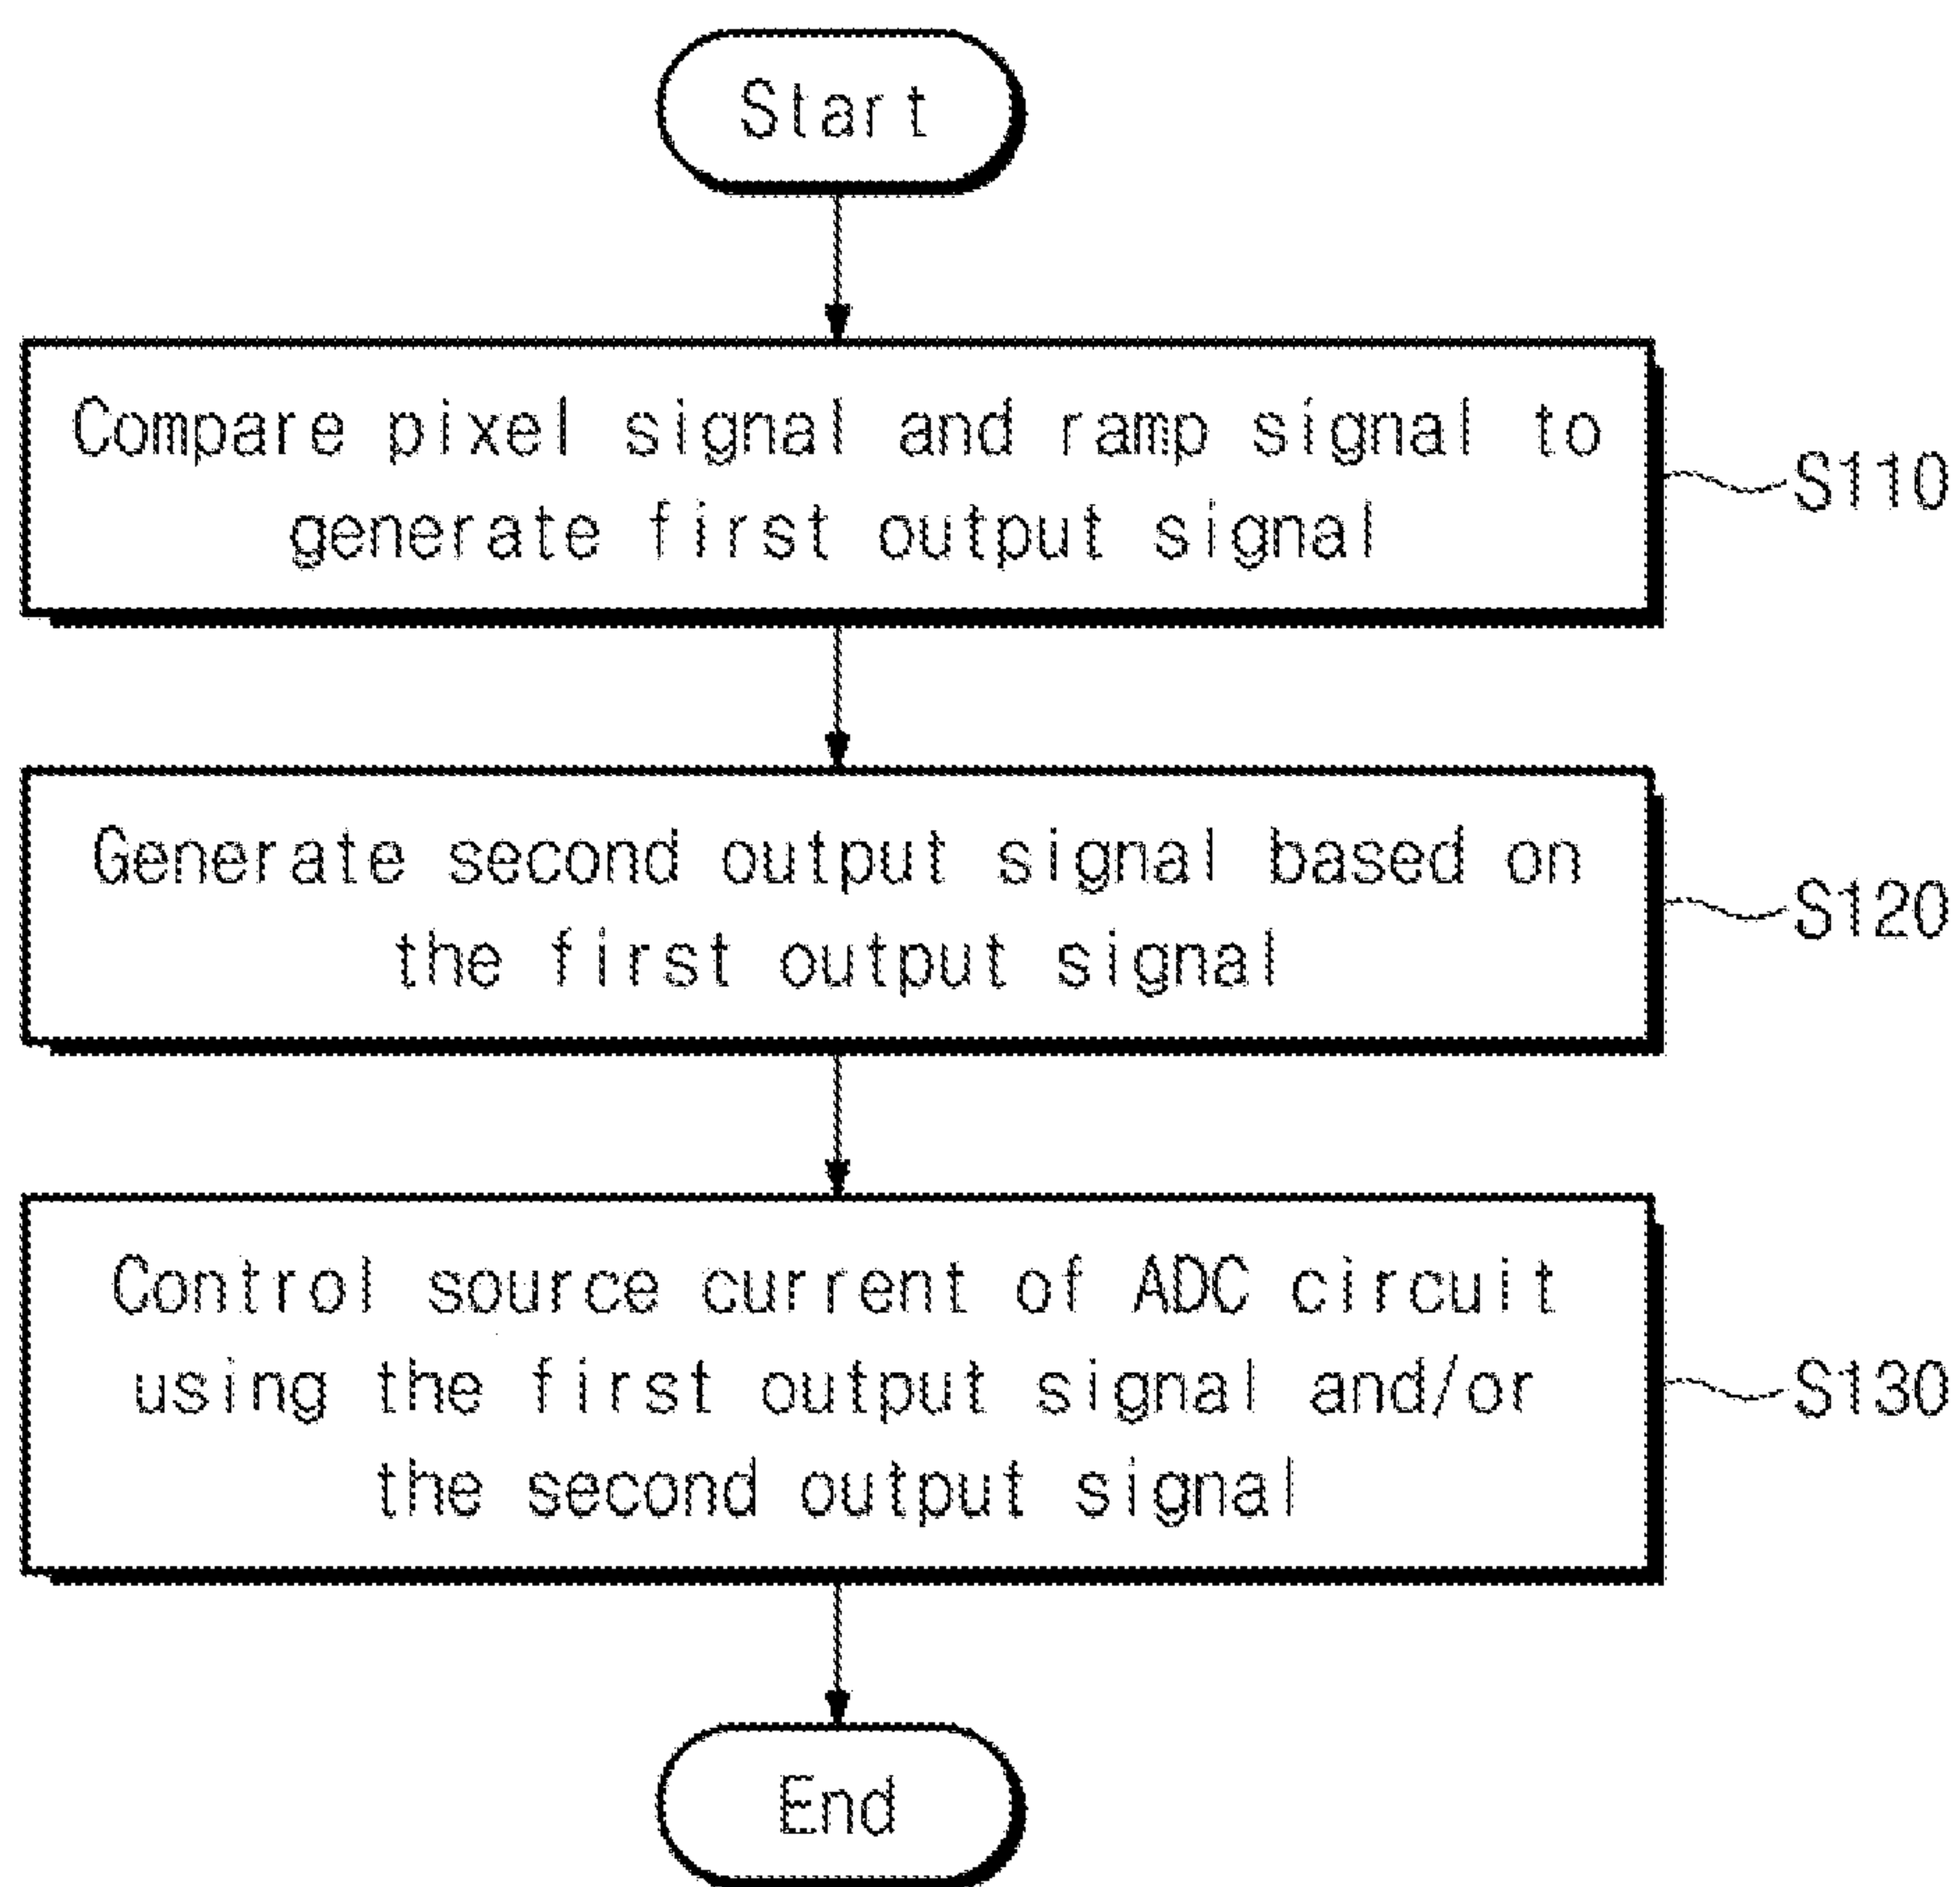 Start
Compare pixel signal and ramp signal to
generate first output signal
S110
Generate second output signal based on
the first output signal
S120
Control source current of ADC circuit
using the first output signal and/or
the second output signal
S130
End